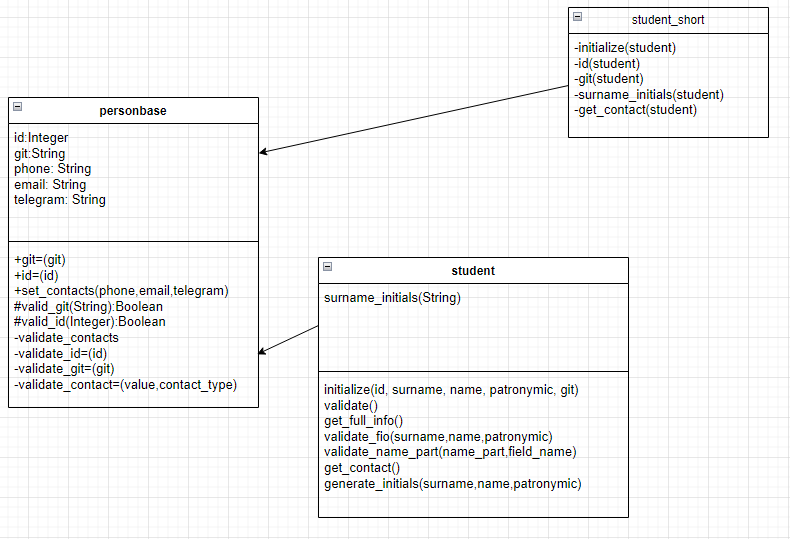 student_short
-initialize(student)
-id(student)
-git(student)
-surname_initials(student)
-get_contact(student)
personbase
id:Integer
git:String
phone: String
email: String
telegram: String
+git=(git)
+id=(id)
+set_contacts(phone,email,telegram)
#valid_git(String):Boolean
#valid_id(Integer):Boolean
-validate_contacts
-validate_id=(id)
-validate_git=(git)
-validate_contact=(value,contact_type)
student
surname_initials(String)
initialize(id, surname, name, patronymic, git)
validate()
get_full_info()
validate_fio(surname,name,patronymic)
validate_name_part(name_part,field_name)
get_contact()
generate_initials(surname,name,patronymic)